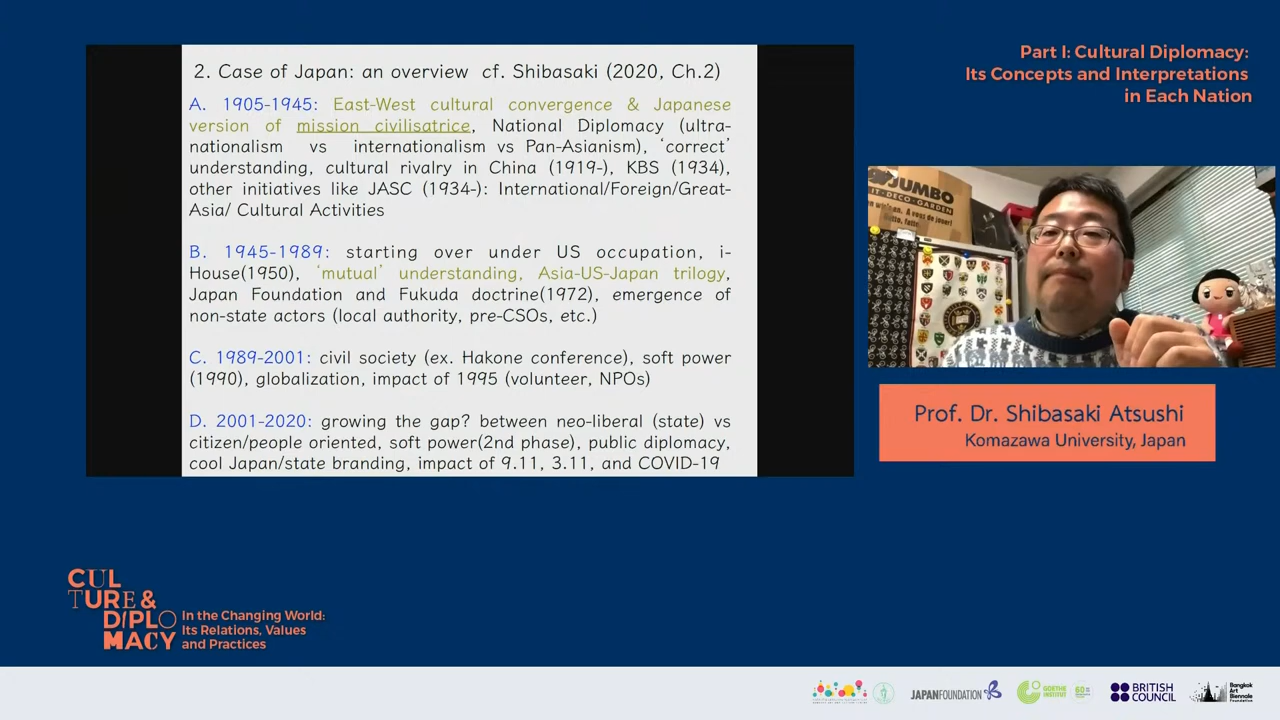 2. Case of Japan: an overview cf. Shibasaki (2020, Ch.2)
A. 1905-1945: East-West cultural convergence & Japanese
version of mission civilisatrice, National Diplomacy (ultra-
nationalism vs internationalism vs Pan-Asianism), ‘correct’
understanding, cultural rivalry in China (1919-), KBS (1934),
other initiatives like JASC (1934-): International/Foreign/Great-
Asia/ Cultural Activities
B. 1945-1989: starting over under US occupation, i-
House(1950), ‘mutual’ understanding, Asia-US-Japan trilogy,
Japan Foundation and Fukuda doctrine(1972), emergence of
non-state actors (local authority, pre-CSOs, etc.)
C. 1989-2001: civil society (ex. Hakone conference), soft power
(1990), globalization, impact of 1995 (volunteer, NPOs)
D. 2001-2020: growing the gap? between neo-liberal (state) vs
citizen/people oriented, soft power(2nd phase), public diplomacy,
cool Japan/state branding, impact of 9.11, 3.11, and COVID-19
Part I: Cultural Diplomacy:
Its Concepts and Interpretations
in Each Nation
JUMBO
IT-DECO-GARDEN
Prof. Dr. Shibasaki Atsushi
Komazawa University, Japan
CUL
TURE &
DIPLO
MACY
In the Changing World:
Its Relations, Values
and Practices
JAPANFOUNDATION
GOETHE
INSTITUT
60
BRITISH
COUNCIL
Bangkok
Art
Biennale
Foundation